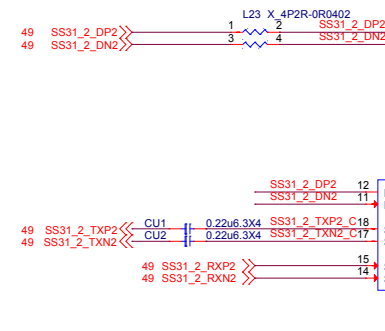 L23 X_4P2R-0R0402
49 SS31_2_DP2 1 2 SS31_2_DP2
49 SS31_2_DN2 3 4 SS31_2_DN2
SS31_2_DP2 12
SS31_2_DN2 11
49 SS31_2_TXP2 CU1 0.22u6.3X4 SS31_2_TXP2_C 18
49 SS31_2_TXN2 CU2 0.22u6.3X4 SS31_2_TXN2_C 17
49 SS31_2_RXP2 15
49 SS31_2_RXN2 14